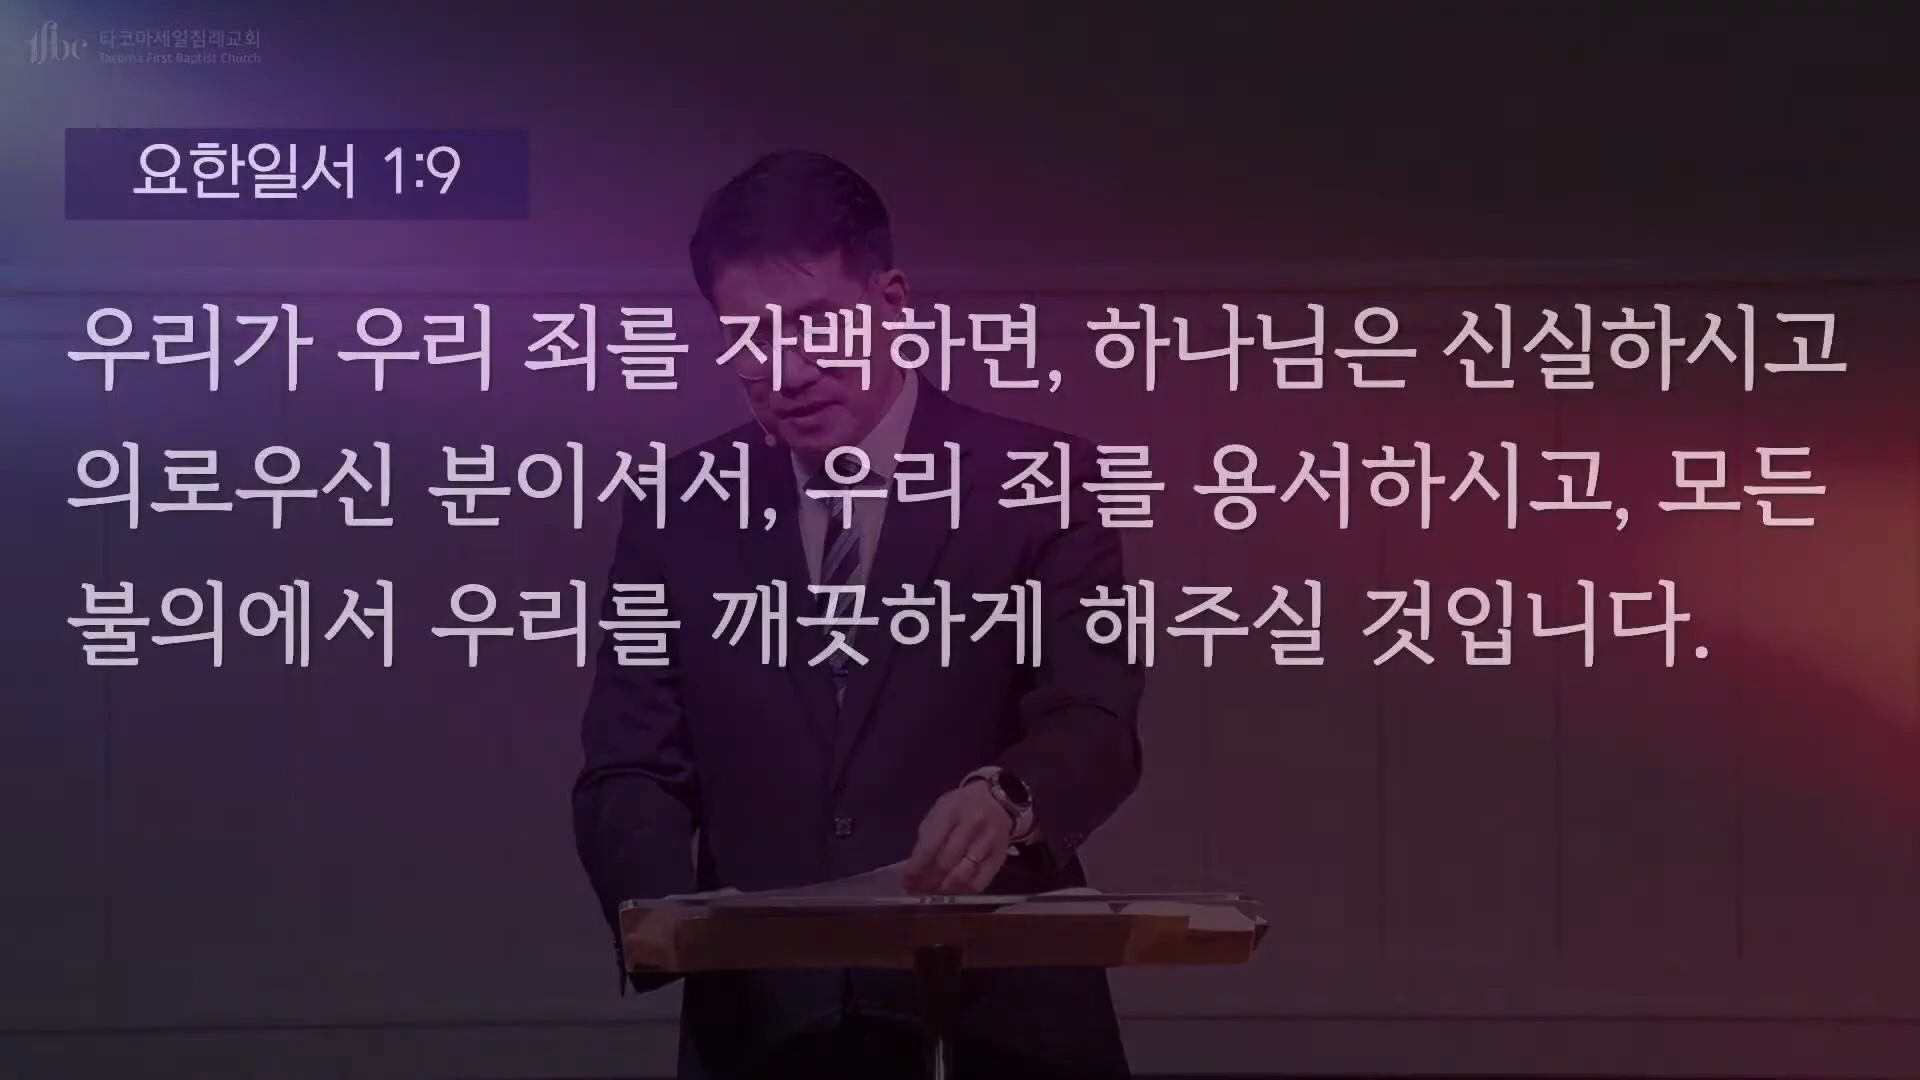 1fbc 타코마제일침례교회
Tacoma First Baptist Church
요한일서 1:9
우리가 우리 죄를 자백하면, 하나님은 신실하시고
의로우신 분이셔서, 우리 죄를 용서하시고, 모든
불의에서 우리를 깨끗하게 해주실 것입니다.